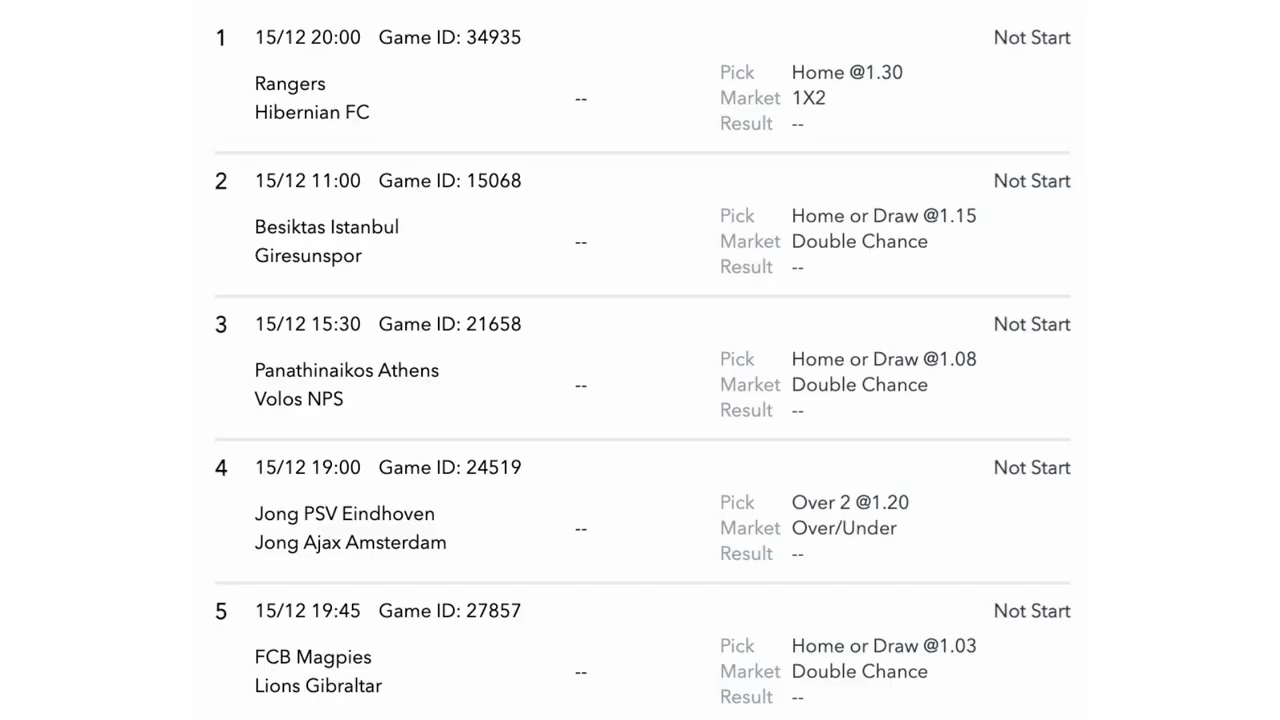 1 15/12 20:00 Game ID: 34935 Not Start
Rangers
Hibernian FC
--
Pick Home @1.30
Market 1X2
Result --
2 15/12 11:00 Game ID: 15068 Not Start
Besiktas Istanbul
Giresunspor
--
Pick Home or Draw @1.15
Market Double Chance
Result --
3 15/12 15:30 Game ID: 21658 Not Start
Panathinaikos Athens
Volos NPS
--
Pick Home or Draw @1.08
Market Double Chance
Result --
4 15/12 19:00 Game ID: 24519 Not Start
Jong PSV Eindhoven
Jong Ajax Amsterdam
--
Pick Over 2 @1.20
Market Over/Under
Result --
5 15/12 19:45 Game ID: 27857 Not Start
FCB Magpies
Lions Gibraltar
--
Pick Home or Draw @1.03
Market Double Chance
Result --